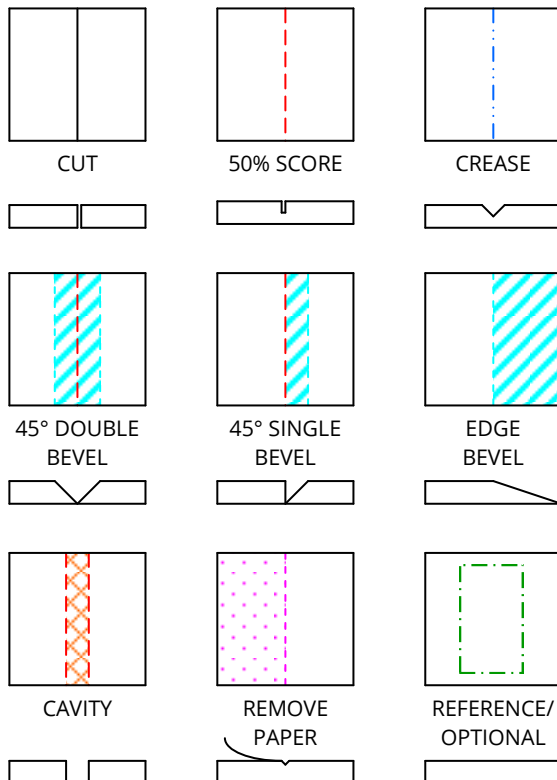 CUT
50% SCORE
CREASE
45° DOUBLE
BEVEL
45° SINGLE
BEVEL
EDGE
BEVEL
CAVITY
REMOVE
PAPER
REFERENCE/
OPTIONAL